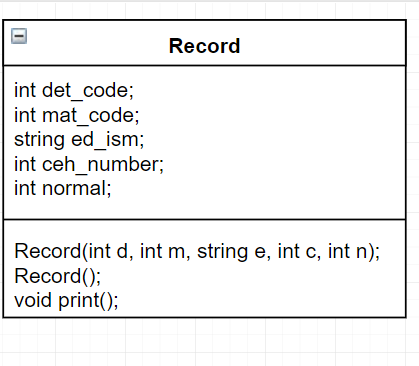 Record
int det_code;
int mat_code;
string ed_ism;
int ceh_number;
int normal;
Record(int d, int m, string e, int c, int n);
Record();
void print();